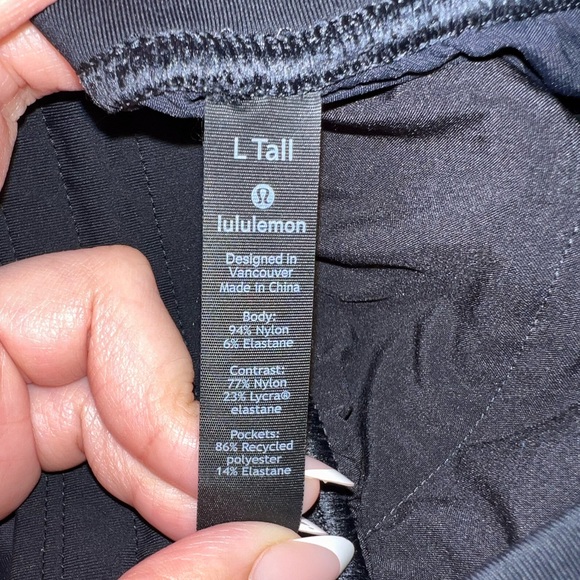 L Tall
lululemon
Designed in
Vancouver
Made in China
Body:
94% Nylon
6% Elastane
Contrast:
77% Nylon
23% Lycra®
elastane
Pockets:
86% Recycled
polyester
14% Elastane